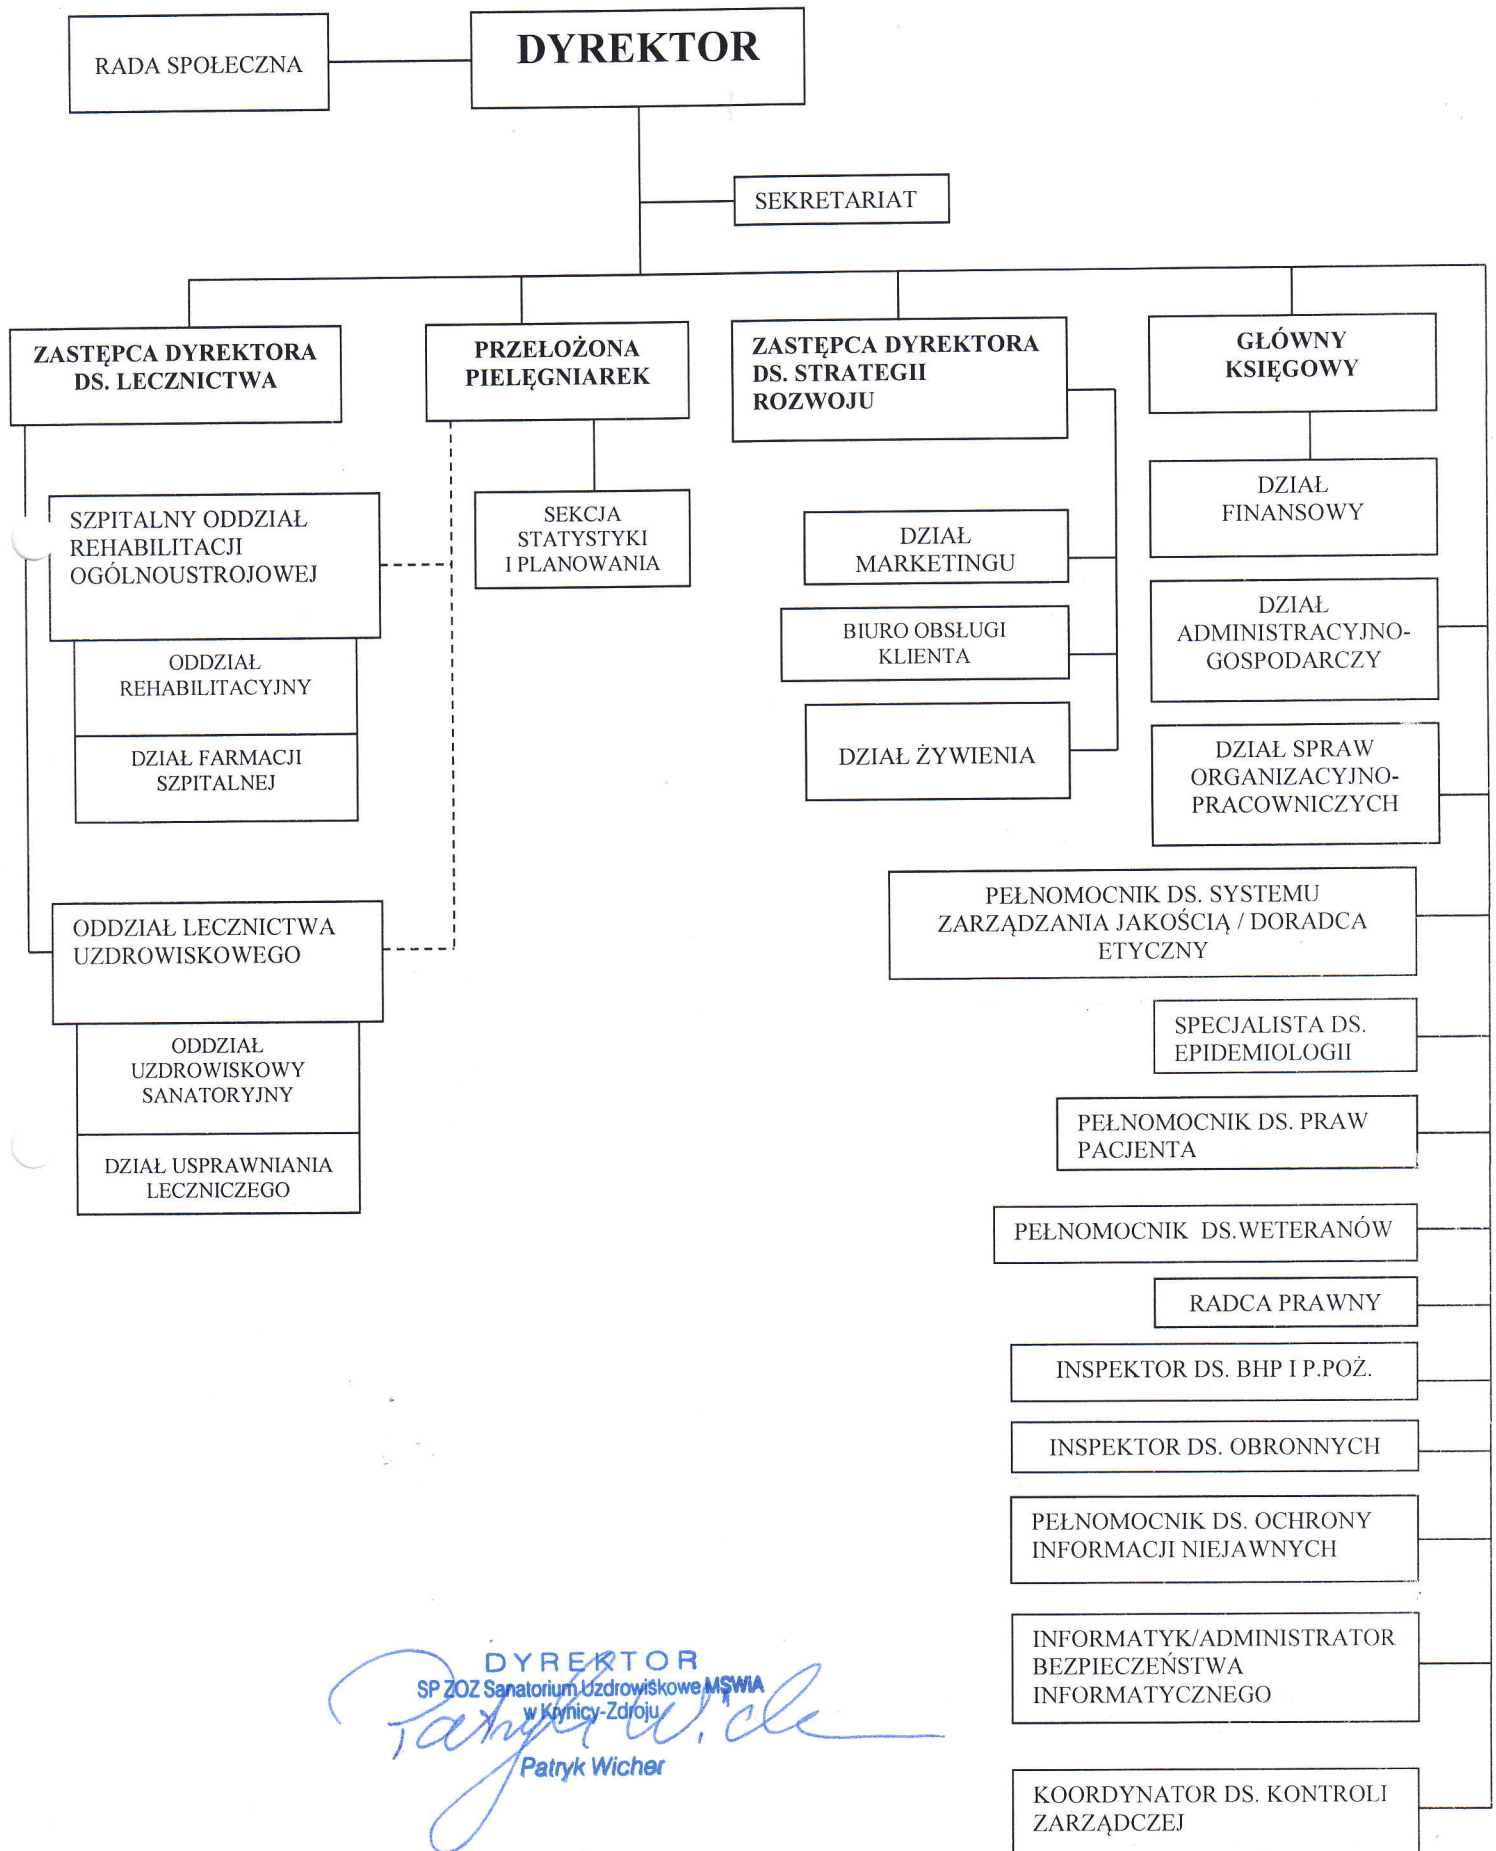 RADA SPOŁECZNA
DYREKTOR
SEKRETARIAT
ZASTĘPCA DYREKTORA
DS. LECZNICTWA
PRZEŁOŻONA
PIELĘGNIAREK
ZASTĘPCA DYREKTORA
DS. STRATEGII
ROZWOJU
GŁÓWNY
KSIĘGOWY
SZPITALNY ODDZIAŁ
REHABILITACJI
OGÓLNOUSTROJOWEJ
ODDZIAŁ
REHABILITACYJNY
DZIAŁ FARMACJI
SZPITALNEJ
ODDZIAŁ LECZNICTWA
UZDROWISKOWEGO
ODDZIAŁ
UZDROWISKOWY
SANATORYJNY
DZIAŁ USPRAWNIANIA
LECZNICZEGO
SEKCJA
STATYSTYKI
I PLANOWANIA
DZIAŁ
MARKETINGU
BIURO OBSŁUGI
KLIENTA
DZIAŁ ŻYWIENIA
DZIAŁ
FINANSOWY
DZIAŁ
ADMINISTRACYJNO-
GOSPODARCZY
DZIAŁ SPRAW
ORGANIZACYJNO-
PRACOWNICZYCH
PEŁNOMOCNIK DS. SYSTEMU
ZARZĄDZANIA JAKOŚCIĄ / DORADCA
ETYCZNY
SPECJALISTA DS.
EPIDEMIOLOGII
PEŁNOMOCNIK DS. PRAW
PACJENTA
PEŁNOMOCNIK DS.WETERANÓW
RADCA PRAWNY
INSPEKTOR DS. BHP I P.POŻ.
INSPEKTOR DS. OBRONNYCH
PEŁNOMOCNIK DS. OCHRONY
INFORMACJI NIEJAWNYCH
INFORMATYK/ADMINISTRATOR
BEZPIECZEŃSTWA
INFORMATYCZNEGO
KOORDYNATOR DS. KONTROLI
ZARZĄDCZEJ
DYREKTOR
SP ZOZ Sanatorium Uzdrowiskowe MSWiA
w Krynicy-Zdroju
Patryk Wicher